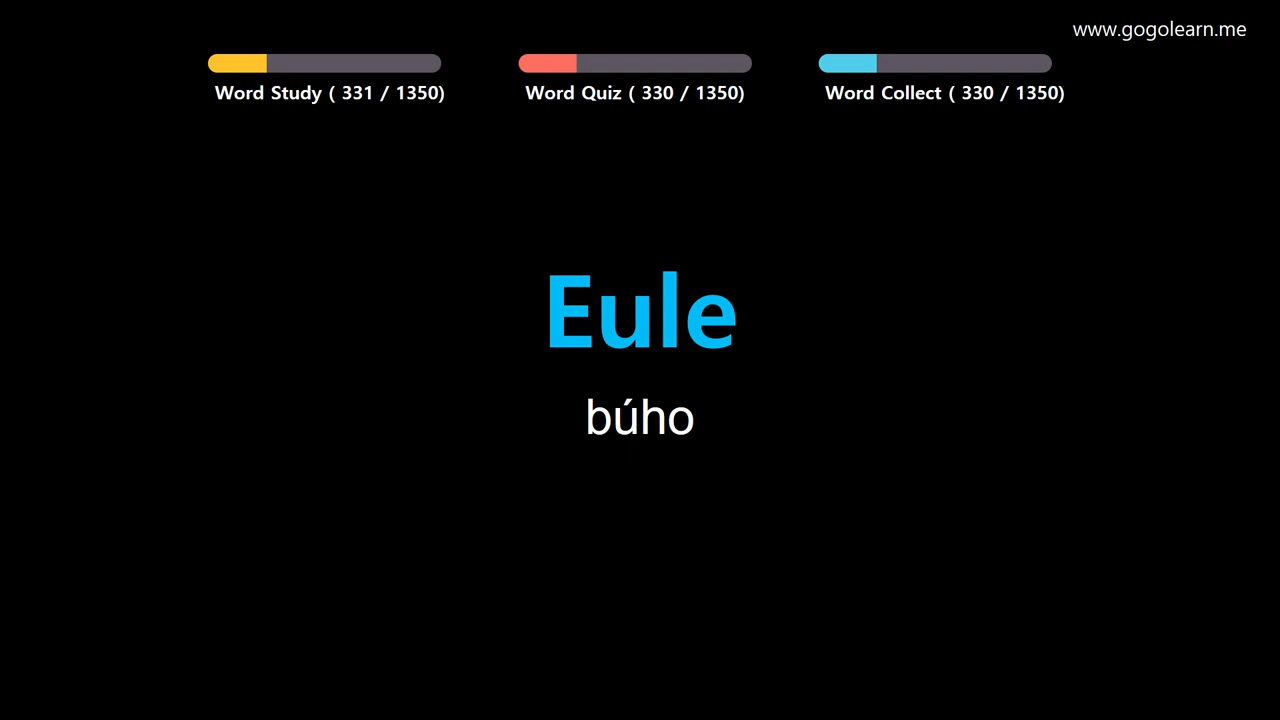 www.gogolearn.me
Word Study ( 331 / 1350)
Word Quiz ( 330 / 1350)
Word Collect ( 330 / 1350)
Eule
búho